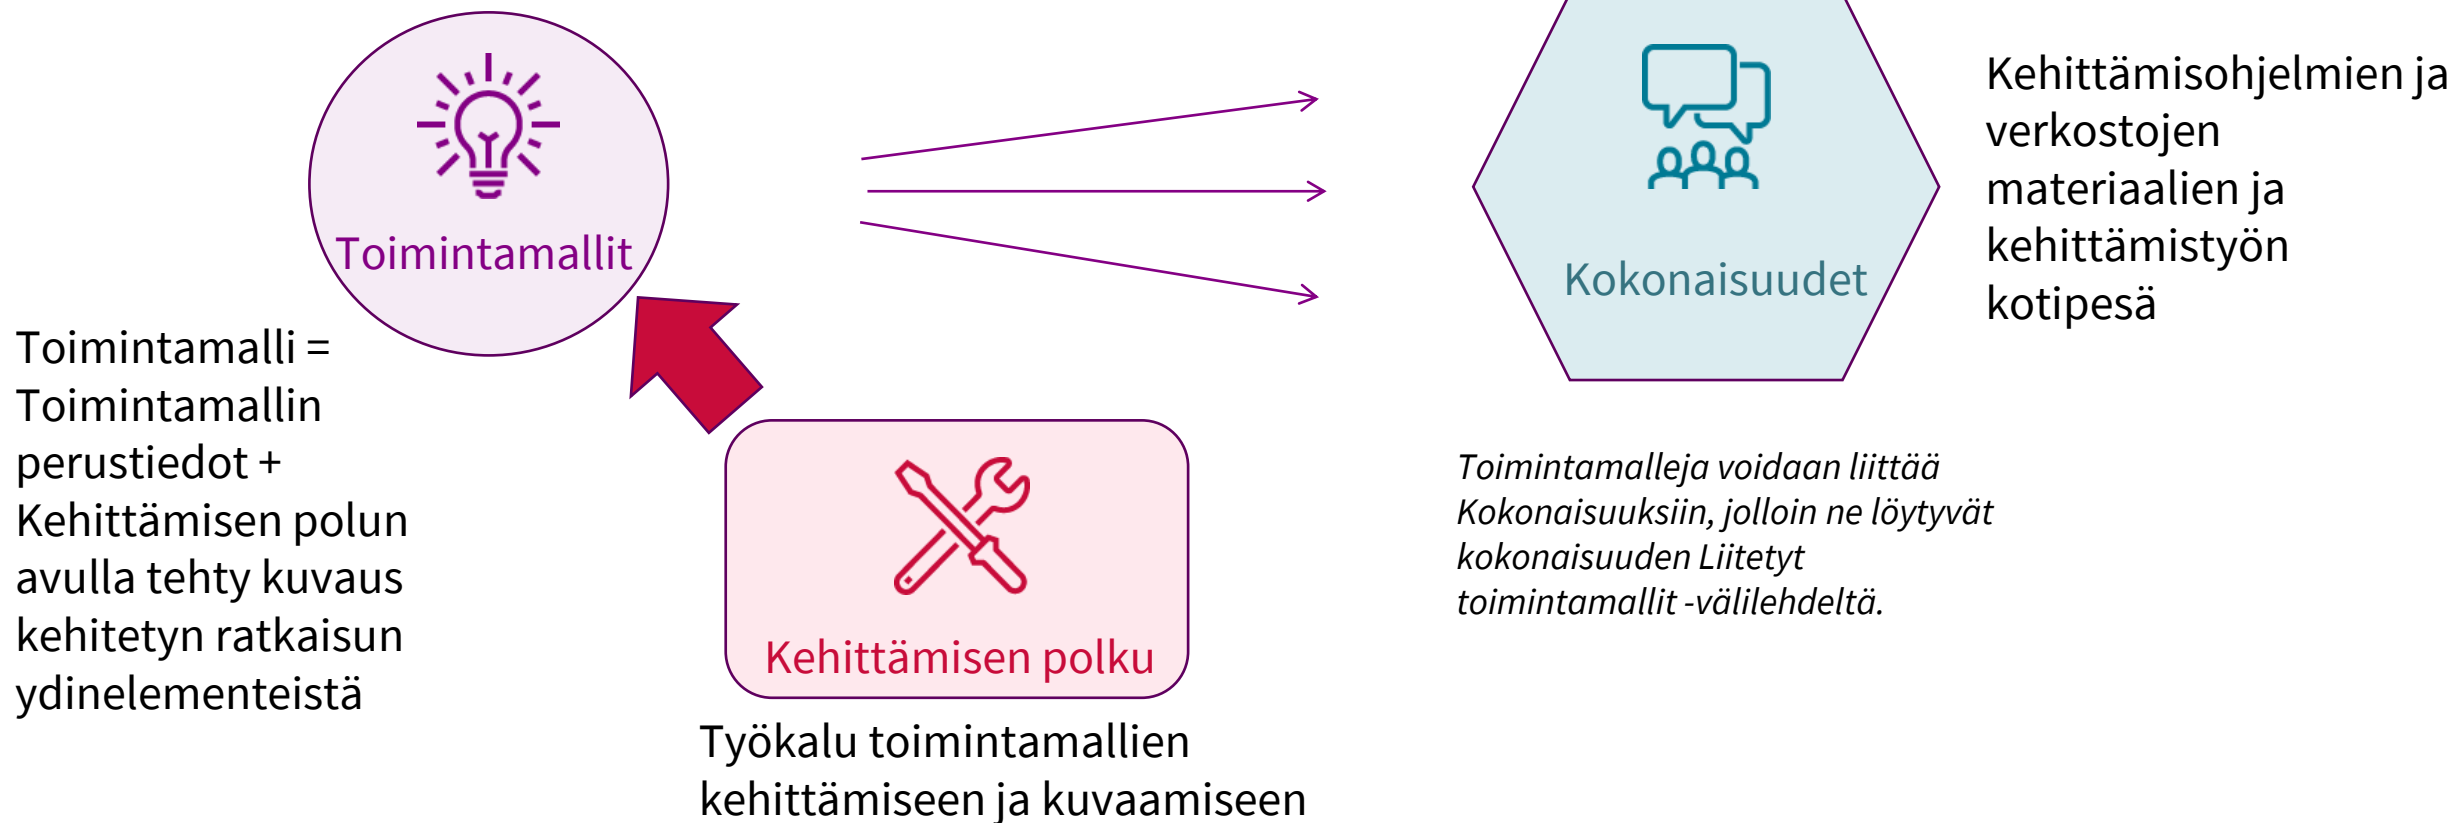 Toimintamallit
Toimintamalli =
Toimintamallin
perustiedot +
Kehittämisen polun
avulla tehty kuvaus
kehitetyn ratkaisun
ydinelementeistä
Kehittämisen polku
Työkalu toimintamallien
kehittämiseen ja kuvaamiseen
Kokonaisuudet
Kehittämisohjelmien ja
verkostojen
materiaalien ja
kehittämistyön
kotipesä
Toimintamalleja voidaan liittää
Kokonaisuuksiin, jolloin ne löytyvät
kokonaisuuden Liitetyt
toimintamallit -välilehdeltä.